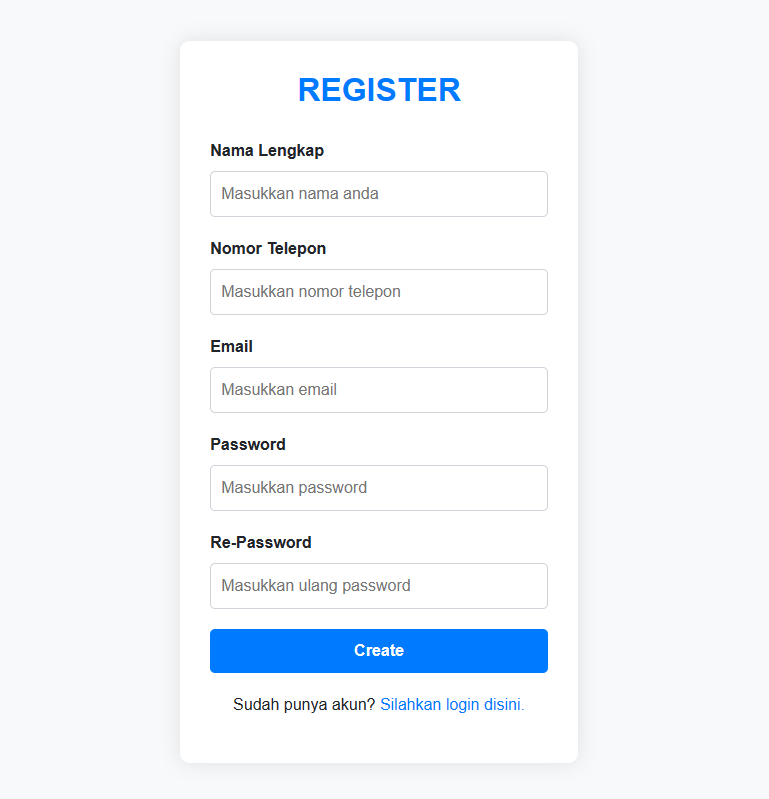 REGISTER
Nama Lengkap
Masukkan nama anda
Nomor Telepon
Masukkan nomor telepon
Email
Masukkan email
Password
Masukkan password
Re-Password
Masukkan ulang password
Create
Sudah punya akun? Silahkan login disini.